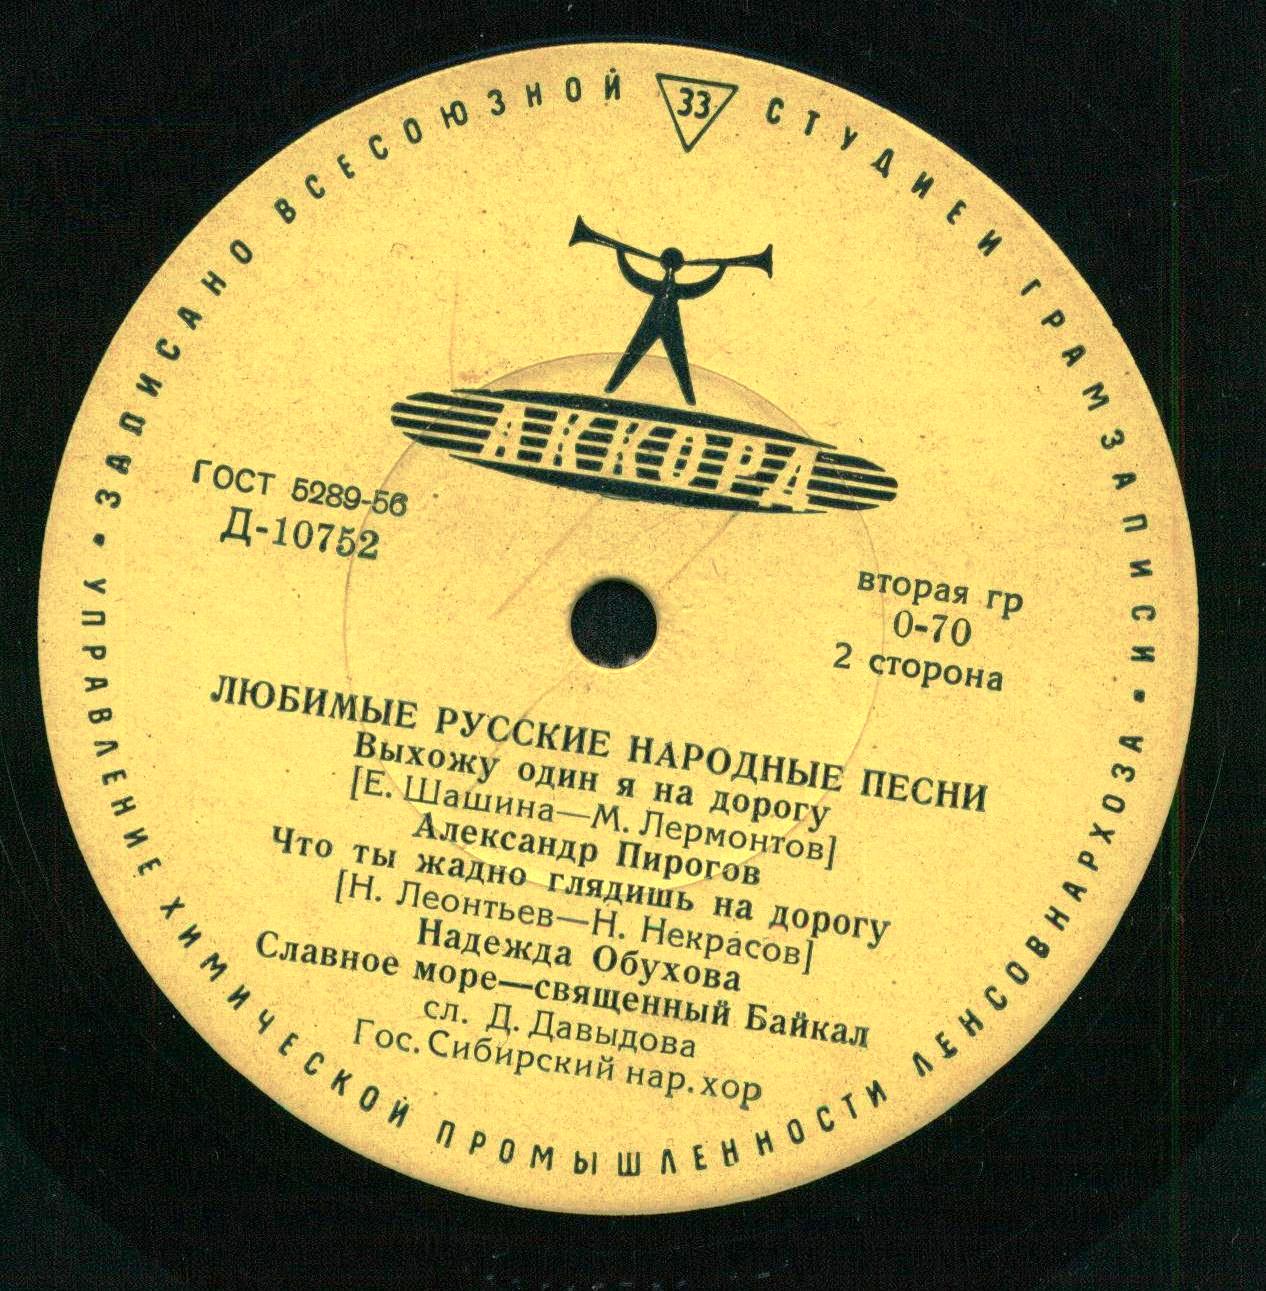 ЗАПИСАНО ВСЕСОЮЗНОЙ
33
СТУДИЕЙ ГРАМЗАПИСИ •
АККОРД
ГОСТ 5289-56
Д-10752
вторая гр
0-70
2 сторона
ЛЮБИМЫЕ РУССКИЕ НАРОДНЫЕ ПЕСНИ
Выхожу один я на дорогу
[Е. Шашина—М. Лермонтов]
Александр Пирогов
Что ты жадно глядишь на дорогу
[Н. Леонтьев—Н. Некрасов]
Надежда Обухова
Славное море—священный Байкал
сл. Д. Давыдова
Гос. Сибирский нар. хор
УПРАВЛЕНИЕ ХИМИЧЕСКОЙ ПРОМЫШЛЕННОСТИ ЛЕНСОВНАРХОЗА •